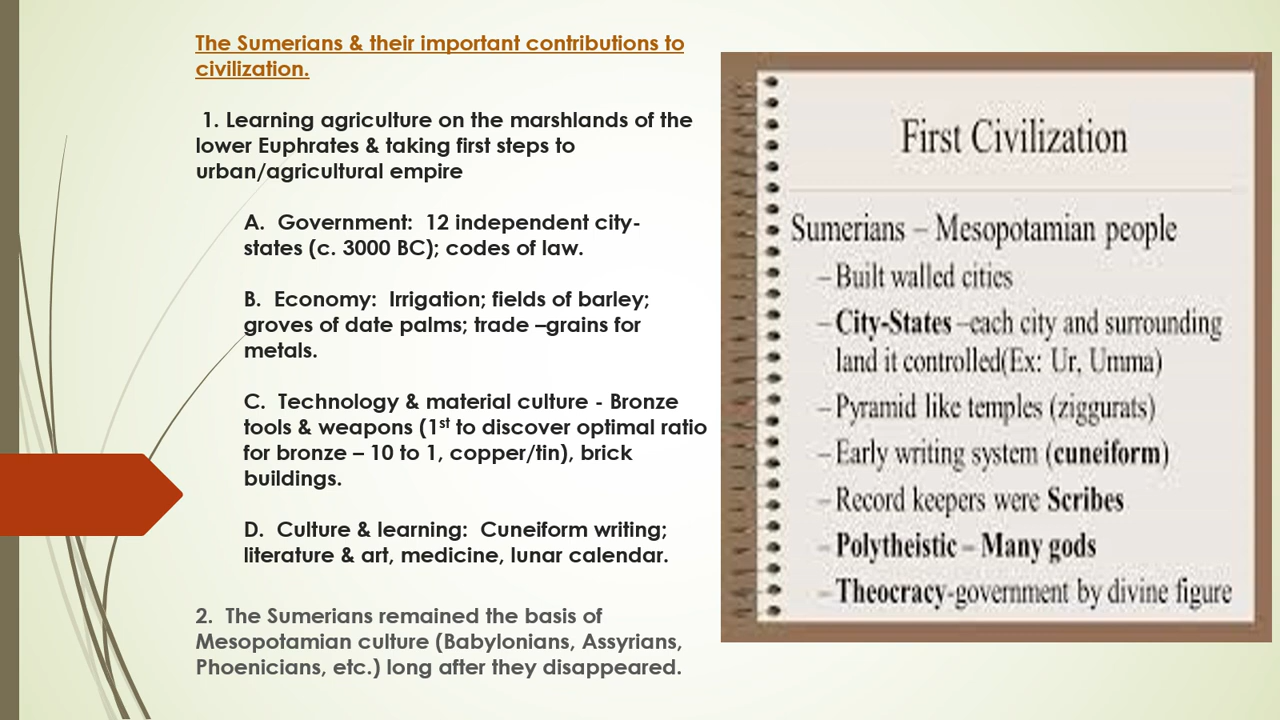 The Sumerians & their important contributions to
civilization.
1. Learning agriculture on the marshlands of the
lower Euphrates & taking first steps to
urban/agricultural empire
A. Government: 12 independent city-
states (c. 3000 BC); codes of law.
B. Economy: Irrigation; fields of barley;
groves of date palms; trade –grains for
metals.
C. Technology & material culture - Bronze
tools & weapons (1st to discover optimal ratio
for bronze – 10 to 1, copper/tin), brick
buildings.
D. Culture & learning: Cuneiform writing;
literature & art, medicine, lunar calendar.
2. The Sumerians remained the basis of
Mesopotamian culture (Babylonians, Assyrians,
Phoenicians, etc.) long after they disappeared.
First Civilization
Sumerians – Mesopotamian people
– Built walled cities
– City-States –each city and surrounding
land it controlled(Ex: Ur, Umma)
– Pyramid like temples (ziggurats)
– Early writing system (cuneiform)
– Record keepers were Scribes
– Polytheistic – Many gods
– Theocracy-government by divine figure